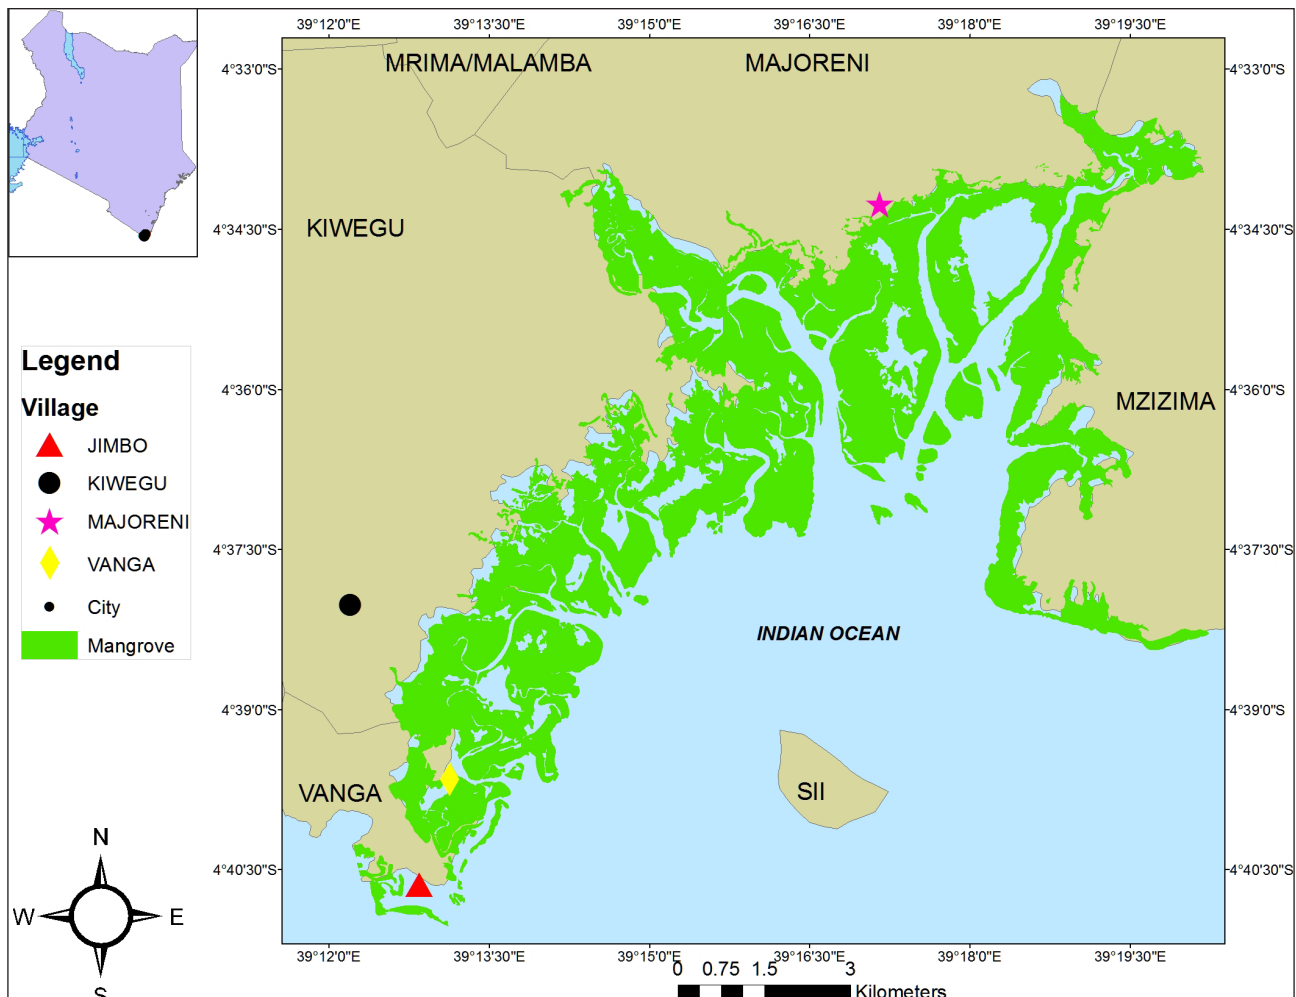 39°12'0"E 39°13'30"E 39°15'0"E 39°16'30"E 39°18'0"E 39°19'30"E
4°33'0"S MRIMA/MALAMBA MAJORENI 4°33'0"S
4°34'30"S KIWEGU 4°34'30"S
4°36'0"S 4°36'0"S
MZIZIMA
4°37'30"S 4°37'30"S
INDIAN OCEAN
4°39'0"S 4°39'0"S
VANGA SII
4°40'30"S 4°40'30"S
39°12'0"E 39°13'30"E 39°15'0"E 39°16'30"E 39°18'0"E 39°19'30"E
Legend
Village
JIMBO
KIWEGU
MAJORENI
VANGA
City
Mangrove
N
W E
S
0 0.75 1.5 3
Kilometers